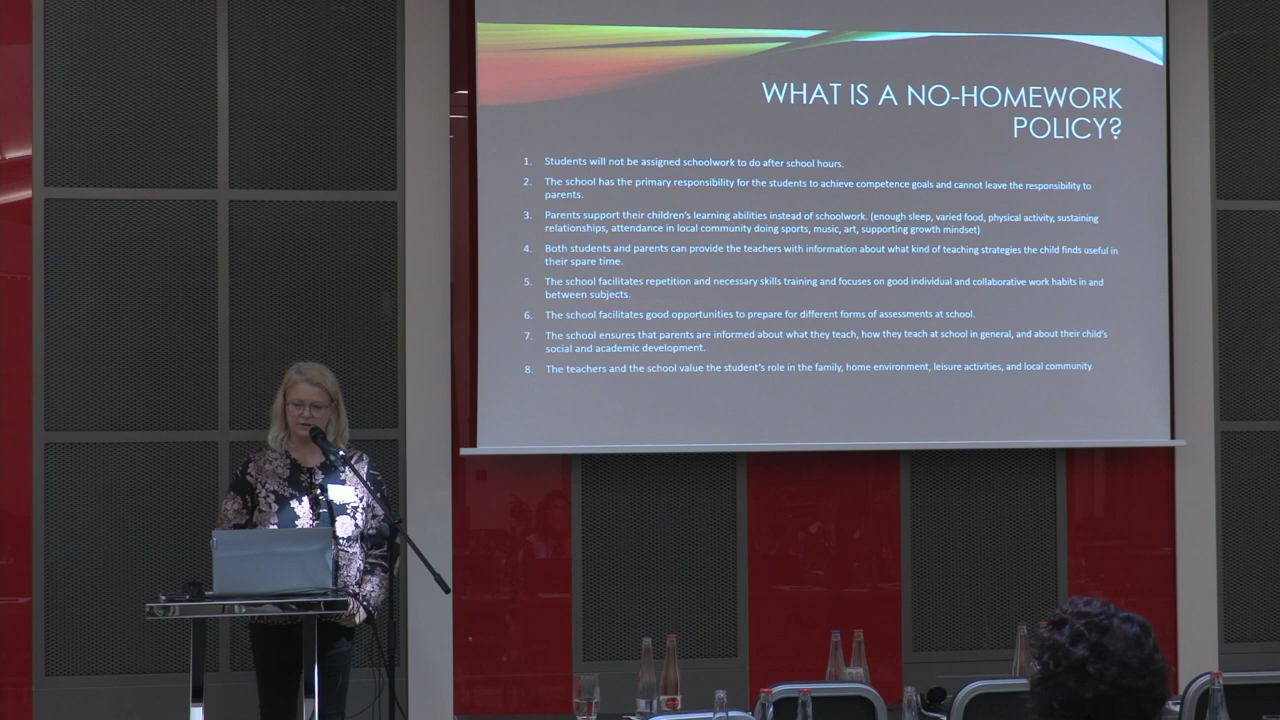 WHAT IS A NO-HOMEWORK
POLICY?
1. Students will not be assigned schoolwork to do after school hours.
2. The school has the primary responsibility for the students to achieve competence goals and cannot leave the responsibility to
parents.
3. Parents support their children's learning abilities instead of schoolwork. (enough sleep, varied food, physical activity, sustaining
relationships, attendance in local community doing sports, music, art, supporting growth mindset)
4. Both students and parents can provide the teachers with information about what kind of teaching strategies the child finds useful in
their spare time.
5. The school facilitates repetition and necessary skills training and focuses on good individual and collaborative work habits in and
between subjects.
6. The school facilitates good opportunities to prepare for different forms of assessments at school.
7. The school ensures that parents are informed about what they teach, how they teach at school in general, and about their child's
social and academic development.
8. The teachers and the school value the student's role in the family, home environment, leisure activities, and local community.